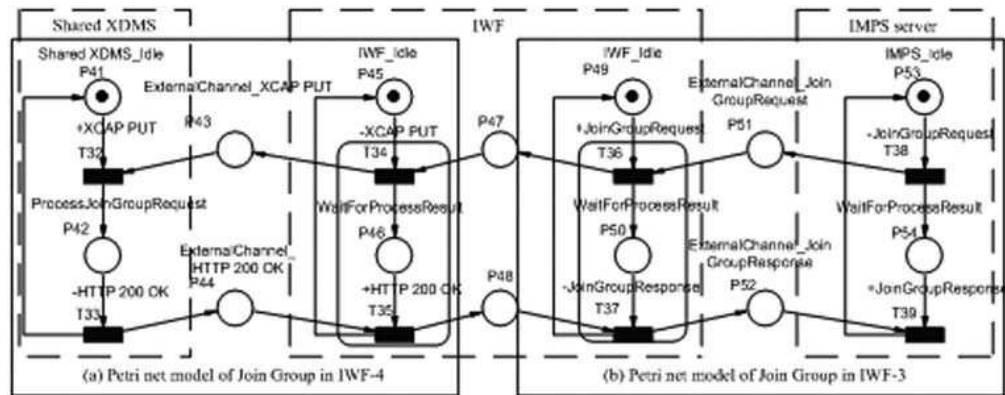 Shared XDMS
IWF
IMPS server
Shared XDMS_Idle
IWF_Idle
IWF_Idle
IMPS_Idle
P41
P45
P49
P53
ExternalChannel_XCAP PUT
ExternalChannel_Join
GroupRequest
+XCAP PUT
P43
-XCAP PUT
P47
+JoinGroupRequest
P51
-JoinGroupRequest
T32
T34
T36
T38
ProcessJoinGroupRequest
WaitForProcessResult
WaitForProcessResult
WaitForProcessResult
P42
P46
P50
P54
ExternalChannel_
HTTP 200 OK
ExternalChannel_Join
GroupResponse
-HTTP 200 OK
P44
+HTTP 200 OK
P48
-JoinGroupResponse
P52
+JoinGroupResponse
T33
T35
T37
T39
(a) Petri net model of Join Group in IWF-4
(b) Petri net model of Join Group in IWF-3